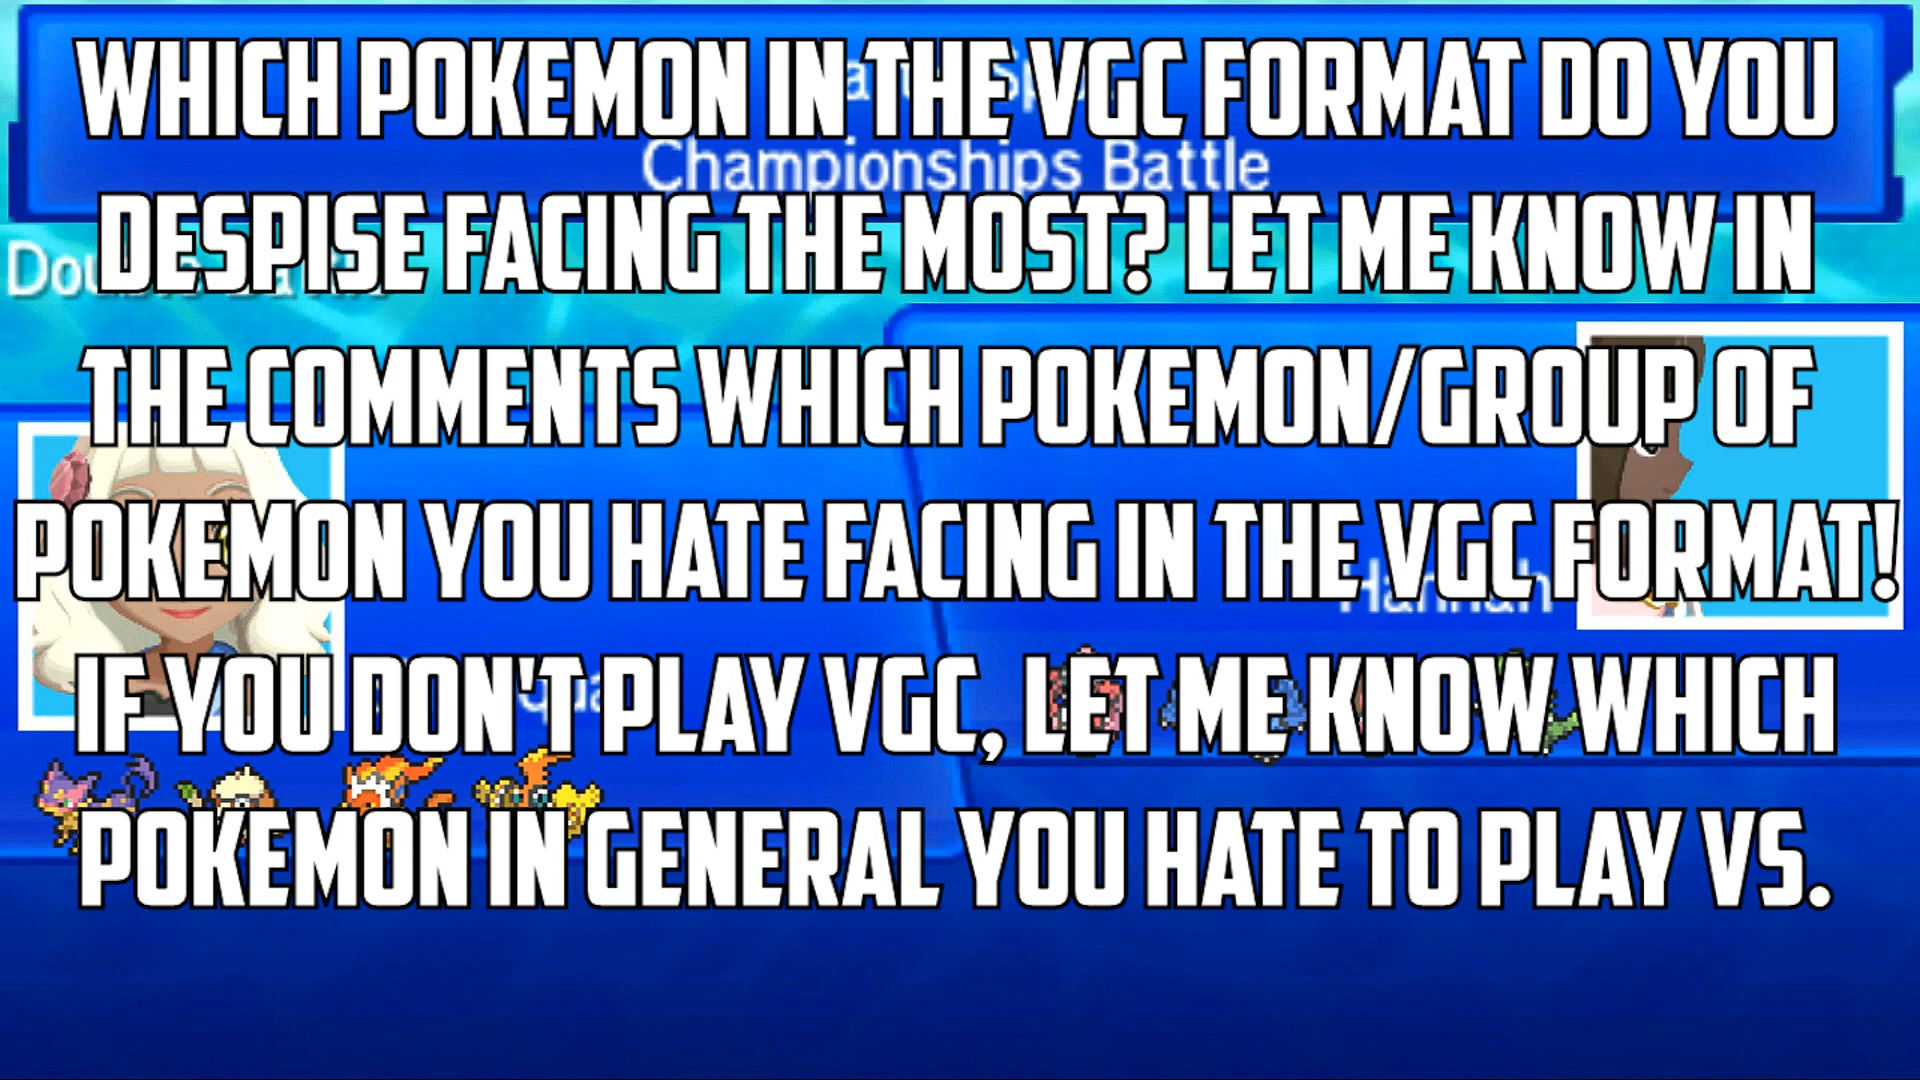 WHICH POKEMON IN THE VGC FORMAT DO YOU
Championships Battle
DESPISE FACING THE MOST? LET ME KNOW IN
THE COMMENTS WHICH POKEMON/GROUP OF
POKEMON YOU HATE FACING IN THE VGC FORMAT!
Hannah
IF YOU DON'T PLAY VGC, LET ME KNOW WHICH
POKEMON IN GENERAL YOU HATE TO PLAY VS.